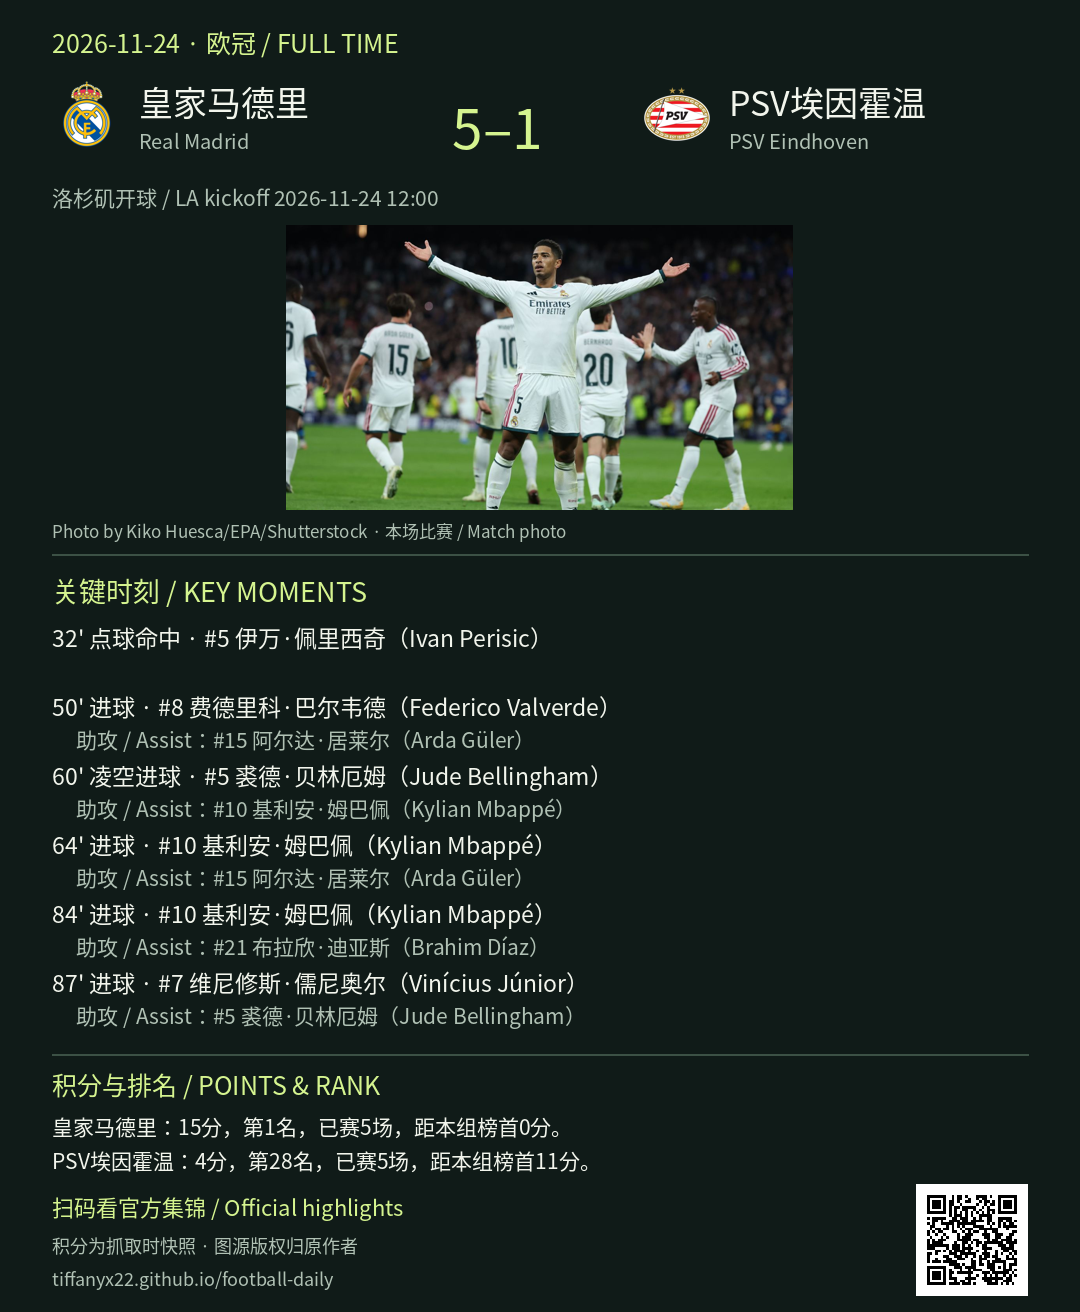 2026-11-24 · 欧冠 / FULL TIME
皇家马德里
Real Madrid
5–1
PSV
PSV埃因霍温
PSV Eindhoven
洛杉矶开球 / LA kickoff 2026-11-24 12:00
Emirates
FLY BETTER
15
10
BERNARDO
20
5
Photo by Kiko Huesca/EPA/Shutterstock · 本场比赛 / Match photo
关键时刻 / KEY MOMENTS
32' 点球命中 · #5 伊万·佩里西奇（Ivan Perisic）
50' 进球 · #8 费德里科·巴尔韦德（Federico Valverde）
助攻 / Assist：#15 阿尔达·居莱尔（Arda Güler）
60' 凌空进球 · #5 裘德·贝林厄姆（Jude Bellingham）
助攻 / Assist：#10 基利安·姆巴佩（Kylian Mbappé）
64' 进球 · #10 基利安·姆巴佩（Kylian Mbappé）
助攻 / Assist：#15 阿尔达·居莱尔（Arda Güler）
84' 进球 · #10 基利安·姆巴佩（Kylian Mbappé）
助攻 / Assist：#21 布拉欣·迪亚斯（Brahim Díaz）
87' 进球 · #7 维尼修斯·儒尼奥尔（Vinícius Júnior）
助攻 / Assist：#5 裘德·贝林厄姆（Jude Bellingham）
积分与排名 / POINTS & RANK
皇家马德里：15分，第1名，已赛5场，距本组榜首0分。
PSV埃因霍温：4分，第28名，已赛5场，距本组榜首11分。
扫码看官方集锦 / Official highlights
积分为抓取时快照 · 图源版权归原作者
tiffanyx22.github.io/football-daily